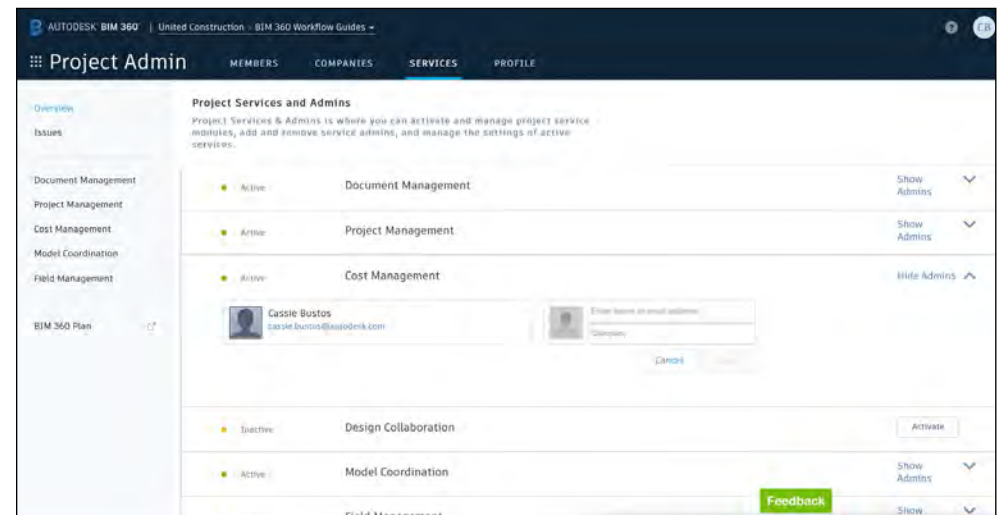 AUTODESK BIM 360 | United Construction > BIM 360 Workflow Guides
CB
Project Admin MEMBERS COMPANIES SERVICES PROFILE
Overview
Issues
Document Management
Project Management
Cost Management
Model Coordination
Field Management
BIM 360 Plan
Project Services and Admins
Project Services & Admins is where you can activate and manage project service
modules, add and remove service admins, and manage the settings of active
services.
Active Document Management Show
Admins
Active Project Management Show
Admins
Active Cost Management Hide Admins
Cassie Bustos
cassie.bustos@autodesk.com
Enter name or email address
Company
Cancel
Inactive Design Collaboration Activate
Active Model Coordination Show
Admins
Feedback
Field Management Show